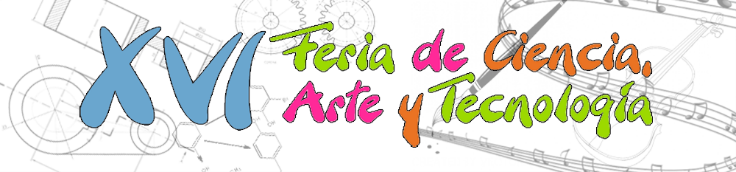 XVI Feria de Ciencia,
Arte y Tecnología